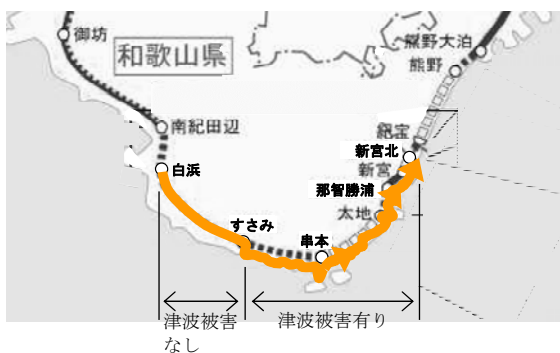 御坊
和歌山県
熊野大泊
熊野
南紀田辺
紀宝
新宮北
白浜
新宮
那智勝浦
太地
すさみ
串本
津波被害
なし
津波被害有り